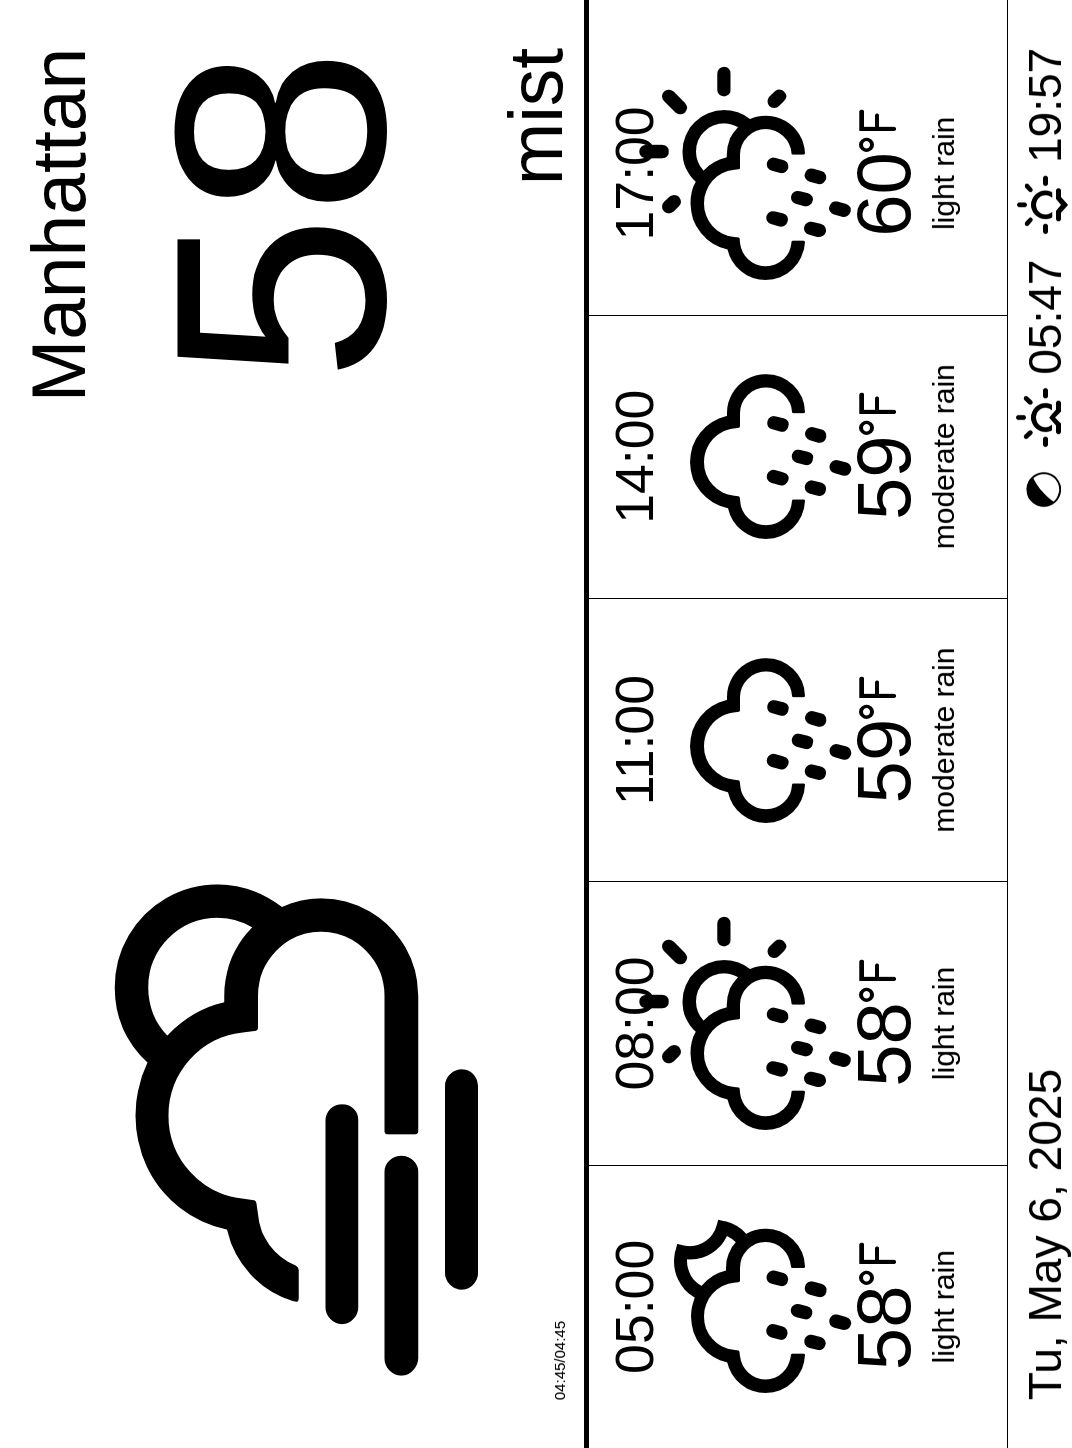 Manhattan
58
mist
04:45/04:45
05:00
08:00
11:00
14:00
17:00
58°F
58°F
59°F
59°F
60°F
light rain
light rain
moderate rain
moderate rain
light rain
Tu, May 6, 2025
05:47
19:57